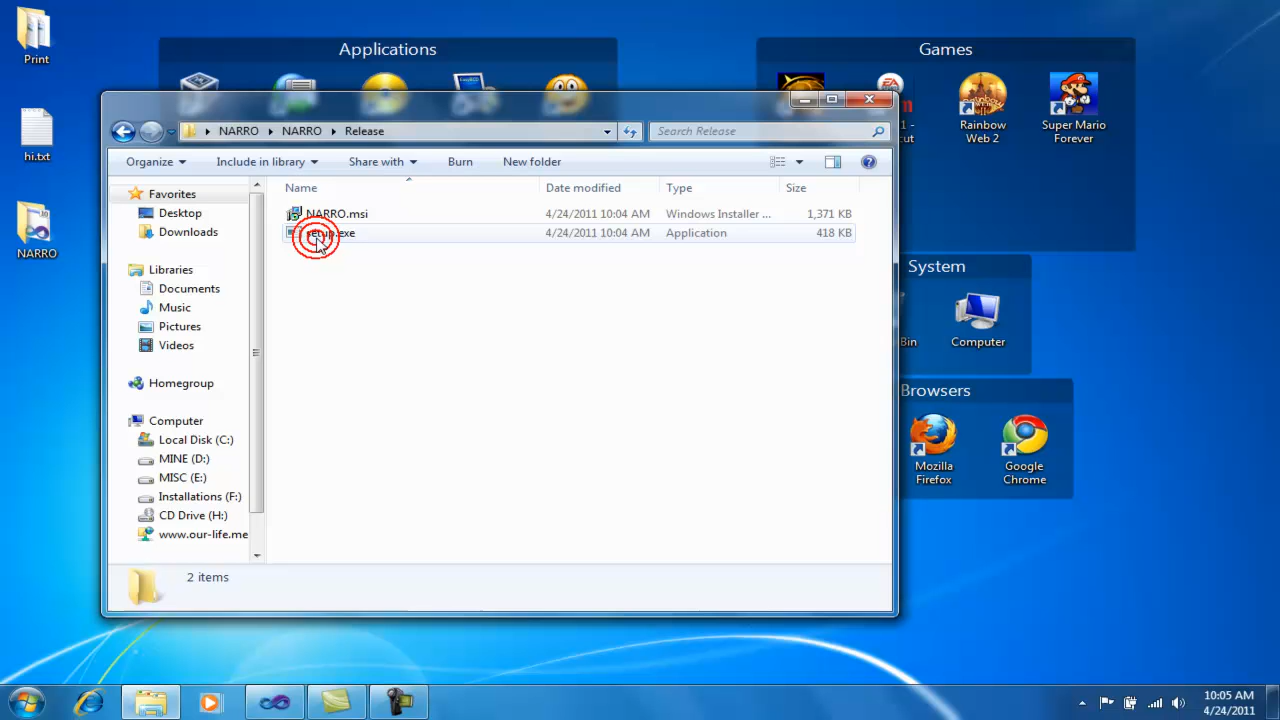 Print
hi.txt
NARRO
Applications
Games
Rainbow
Web 2
Super Mario
Forever
1 -
cut
System
Bin
Computer
Browsers
Mozilla
Firefox
Google
Chrome
NARRO
NARRO
Release
Search Release
Organize
Include in library
Share with
Burn
New folder
Name
Date modified
Type
Size
NARRO.msi
4/24/2011 10:04 AM
Windows Installer ...
1,371 KB
setup.exe
4/24/2011 10:04 AM
Application
418 KB
Favorites
Desktop
Downloads
Libraries
Documents
Music
Pictures
Videos
Homegroup
Computer
Local Disk (C:)
MINE (D:)
MISC (E:)
Installations (F:)
CD Drive (H:)
www.our-life.me
2 items
10:05 AM
4/24/2011